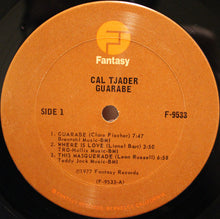 Fantasy
CAL TJADER
GUARABE
SIDE 1
F-9533
1. GUARABE (Clare Fischer) 7:47
Music-BMI
2. WHERE IS LOVE (Lionel Bart) 2:50
TRO-Hollis Music-BMI
3. THIS MASQUERADE (Leon Russell) 6:58
Teddy Jack Music-BMI
℗1977 Fantasy Records
(F-9533-A)